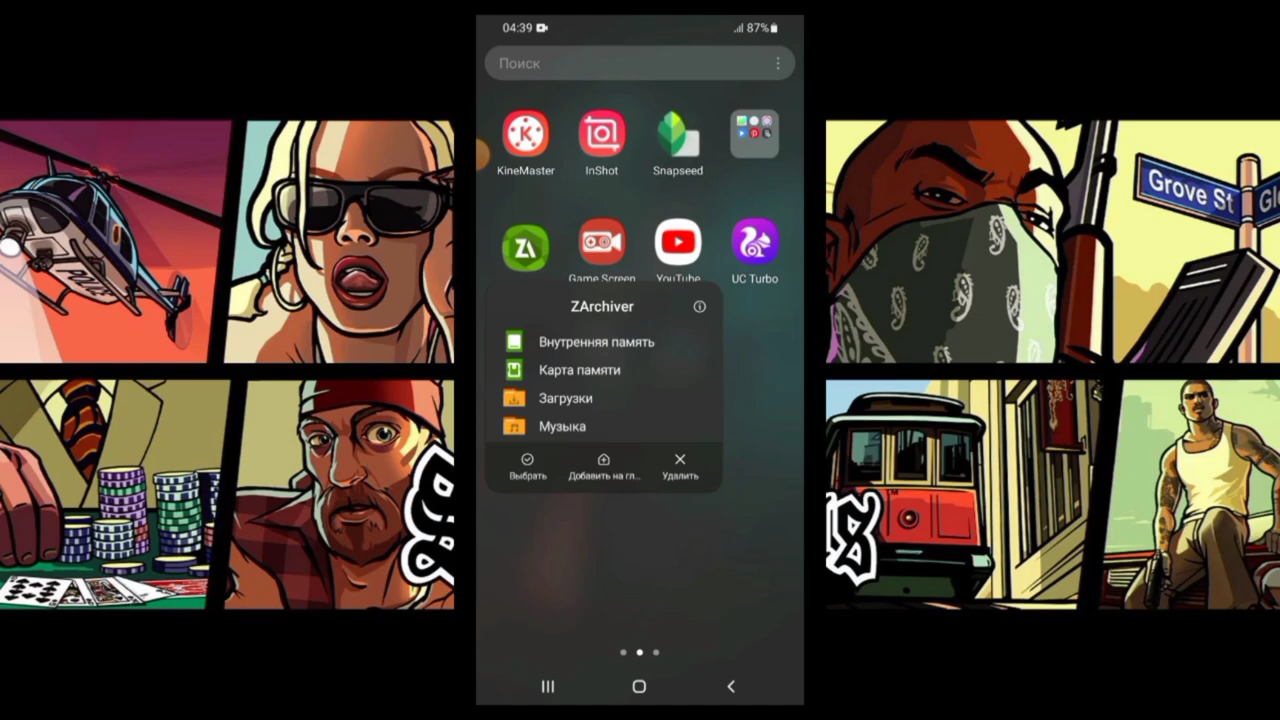 04:39
87%
Поиск
KineMaster
InShot
Snapseed
Game Screen
YouTube
UC Turbo
ZArchiver
Внутренняя память
Карта памяти
Загрузки
Музыка
Выбрать
Добавить на гл...
Удалить
Grove St
POLICE